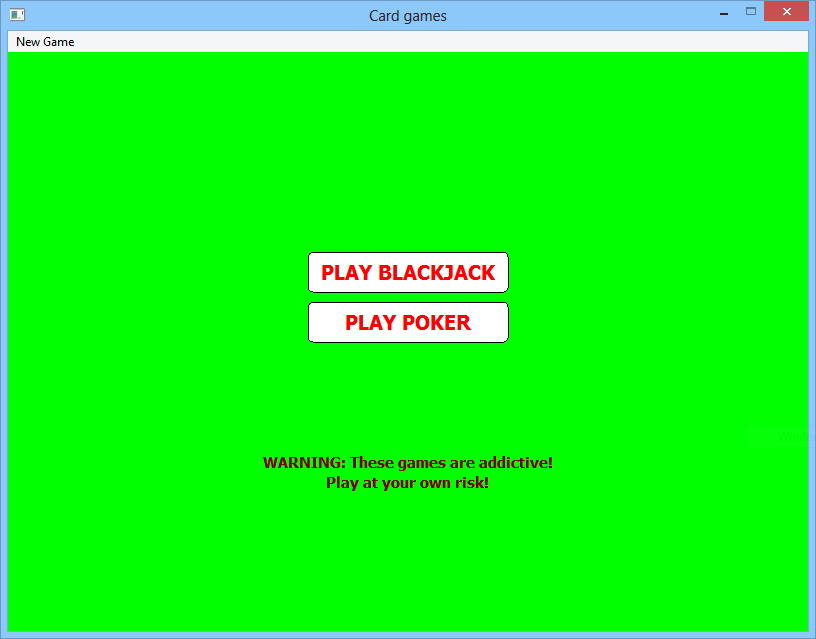 Card games
New Game
PLAY BLACKJACK
PLAY POKER
WARNING: These games are addictive!
Play at your own risk!